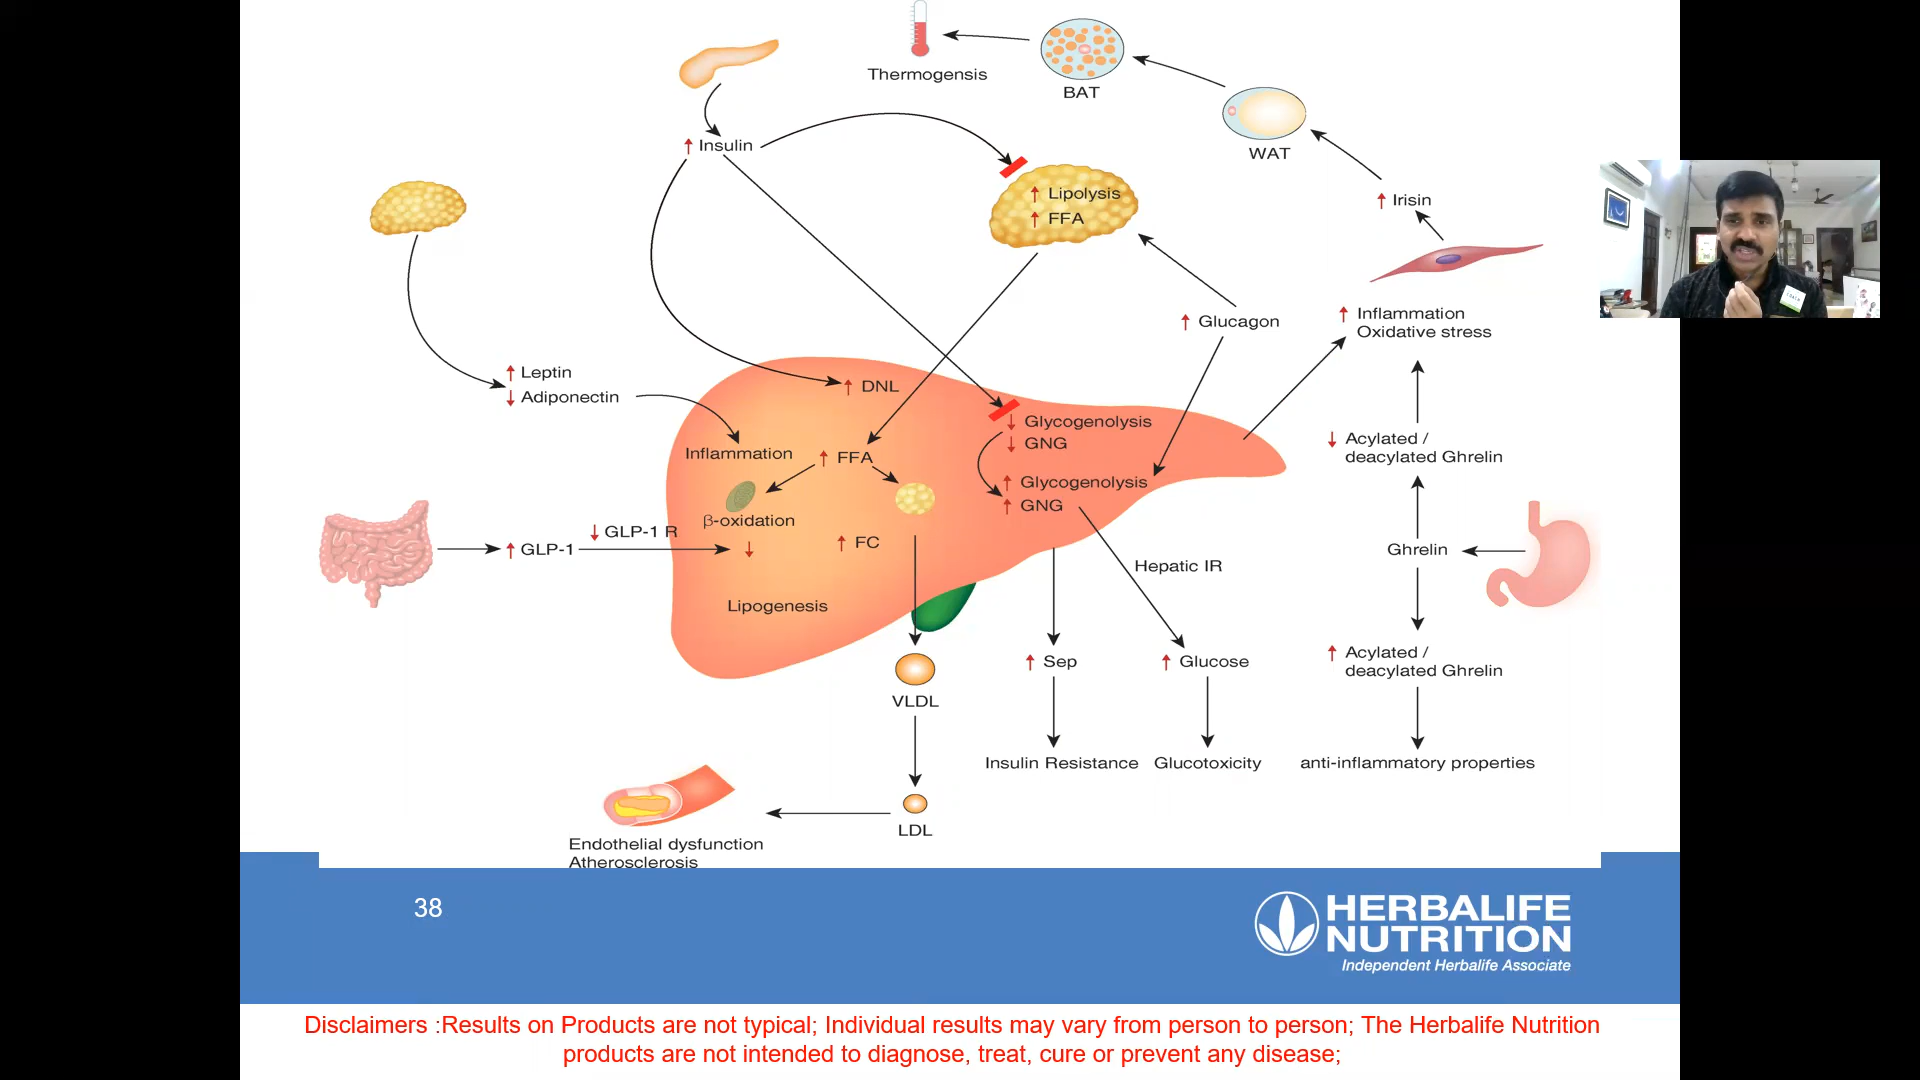 Thermogensis
BAT
WAT
↑ Insulin
↑ Lipolysis
↑ FFA
↑ Irisin
↑ Glucagon
↑ Inflammation
Oxidative stress
↑ Leptin
↓ Adiponectin
↑ DNL
Inflammation
↑ FFA
↓ Glycogenolysis
↓ GNG
↑ Glycogenolysis
↑ GNG
↓ Acylated /
deacylated Ghrelin
β-oxidation
↓
↑ FC
↓ GLP-1 R
↑ GLP-1
Lipogenesis
Hepatic IR
Ghrelin
↑ Acylated /
deacylated Ghrelin
↑ Sep
↑ Glucose
VLDL
Insulin Resistance
Glucotoxicity
anti-inflammatory properties
LDL
Endothelial dysfunction
Atherosclerosis
38
HERBALIFE
NUTRITION
Independent Herbalife Associate
Disclaimers :Results on Products are not typical; Individual results may vary from person to person; The Herbalife Nutrition
products are not intended to diagnose, treat, cure or prevent any disease;